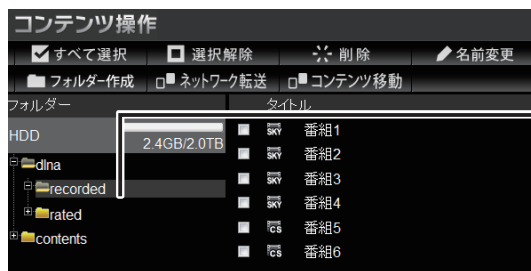 コンテンツ操作
すべて選択 選択解除 削除 名前変更
フォルダー作成 ネットワーク転送 コンテンツ移動
フォルダー タイトル
HDD 2.4GB/2.0TB
dlna
recorded
rated
contents
SKY 番組1
SKY 番組2
SKY 番組3
SKY 番組4
CS 番組5
CS 番組6